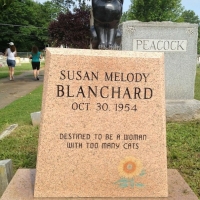 PEACOCK
SUSAN MELODY
BLANCHARD
OCT 30. 1954
DESTINED TO BE A WOMAN
WITH TOO MANY CATS